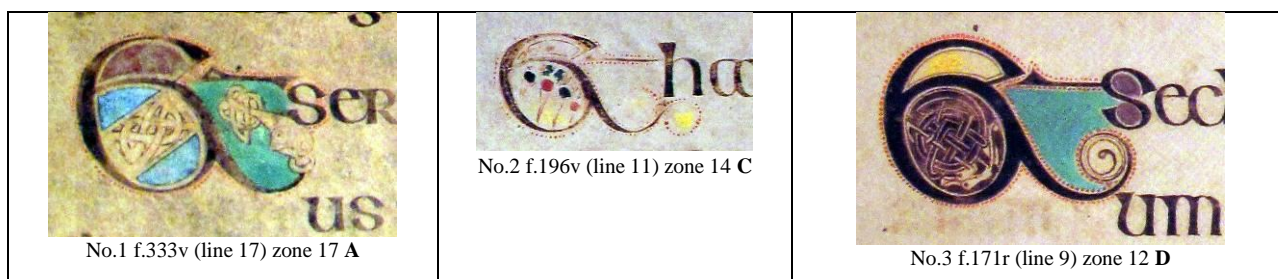 ser
us
No.1 f.333v (line 17) zone 17 A
ha
No.2 f.196v (line 11) zone 14 C
sed
um
No.3 f.171r (line 9) zone 12 D